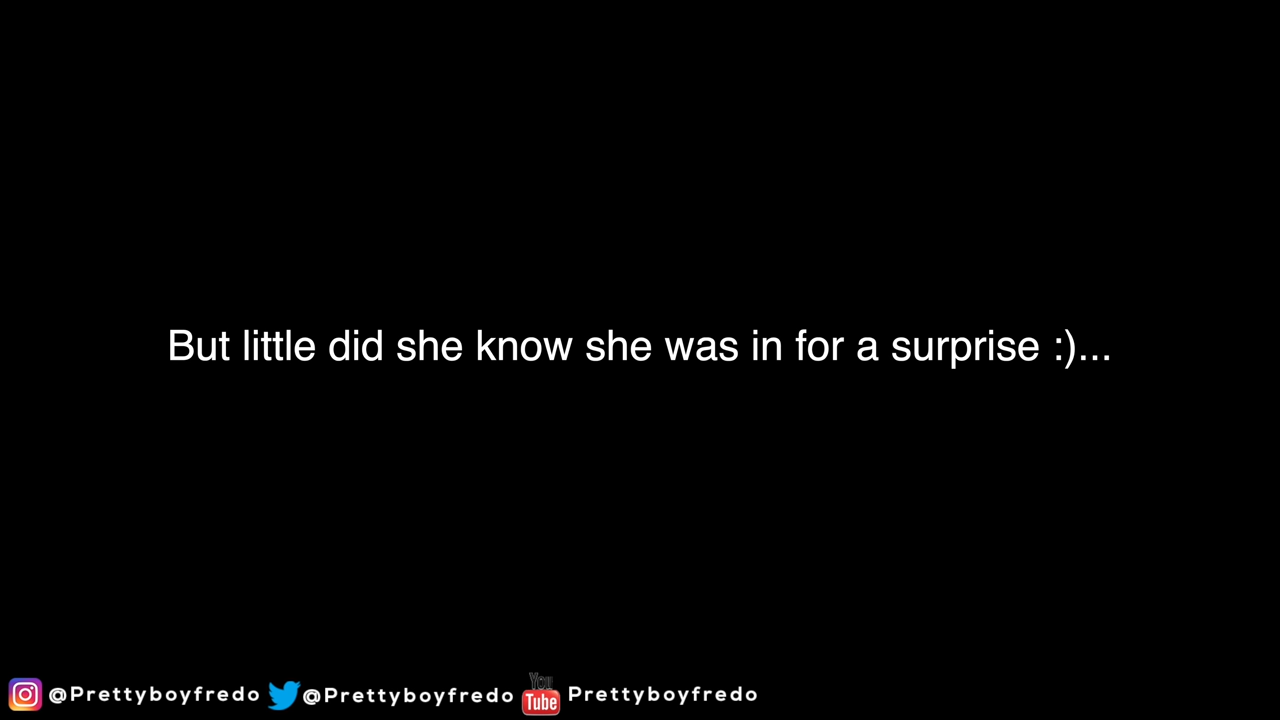 But little did she know she was in for a surprise :)...
@Prettyboyfredo @Prettyboyfredo You Tube Prettyboyfredo